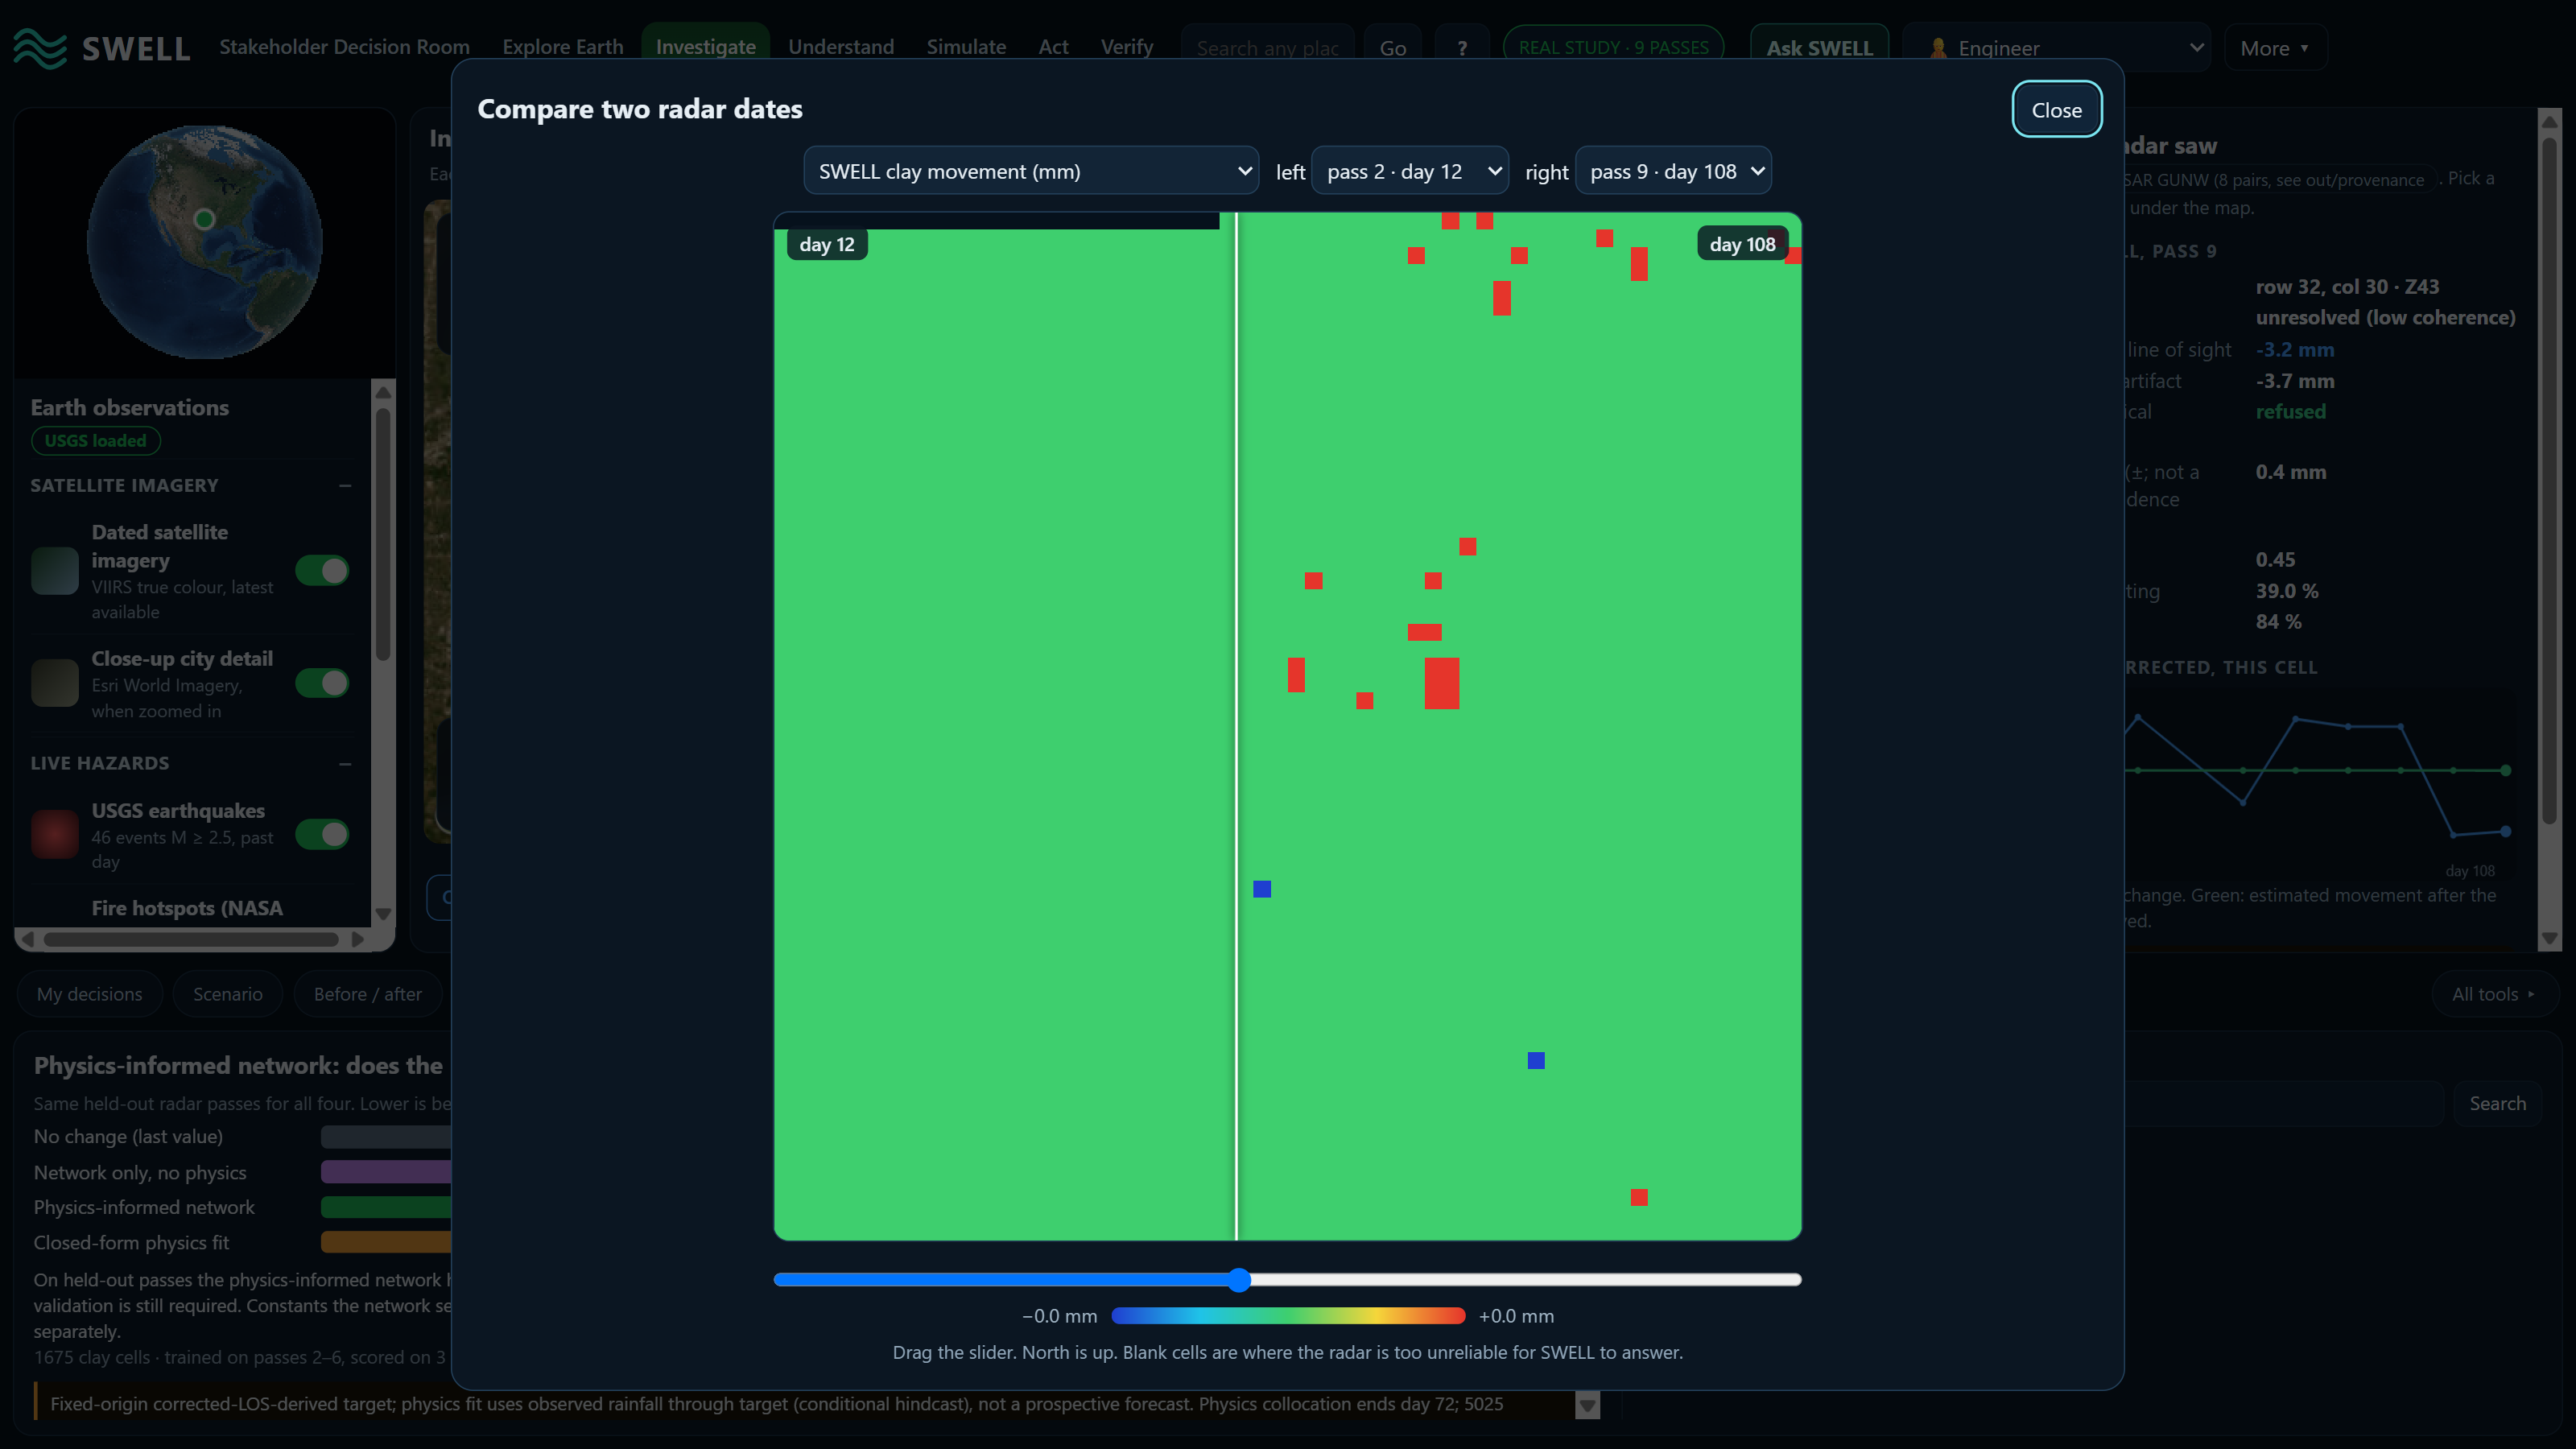 SWELL
Stakeholder Decision Room
Explore Earth
Investigate
Understand
Simulate
Act
Verify
Search any plac
Go
?
REAL STUDY · 9 PASSES
Ask SWELL
Engineer
More ▾
Compare two radar dates
Close
SWELL clay movement (mm)
left
pass 2 · day 12
right
pass 9 · day 108
day 12
day 108
−0.0 mm
+0.0 mm
Drag the slider. North is up. Blank cells are where the radar is too unreliable for SWELL to answer.
Earth observations
USGS loaded
SATELLITE IMAGERY
–
Dated satellite
imagery
VIIRS true colour, latest
available
Close-up city detail
Esri World Imagery,
when zoomed in
LIVE HAZARDS
–
USGS earthquakes
46 events M ≥ 2.5, past
day
Fire hotspots (NASA
In
Ea
adar saw
SAR GUNW (8 pairs, see out/provenance
. Pick a
under the map.
LL, PASS 9
row 32, col 30 · Z43
unresolved (low coherence)
line of sight
-3.2 mm
artifact
-3.7 mm
ical
refused
(±; not a
dence
0.4 mm
0.45
ting
39.0 %
84 %
RRECTED, THIS CELL
day 108
change. Green: estimated movement after the
ved.
My decisions
Scenario
Before / after
All tools ▸
Physics-informed network: does the
Same held-out radar passes for all four. Lower is be
No change (last value)
Network only, no physics
Physics-informed network
Closed-form physics fit
On held-out passes the physics-informed network h
validation is still required. Constants the network se
separately.
1675 clay cells · trained on passes 2–6, scored on 3
Fixed-origin corrected-LOS-derived target; physics fit uses observed rainfall through target (conditional hindcast), not a prospective forecast. Physics collocation ends day 72; 5025
Search